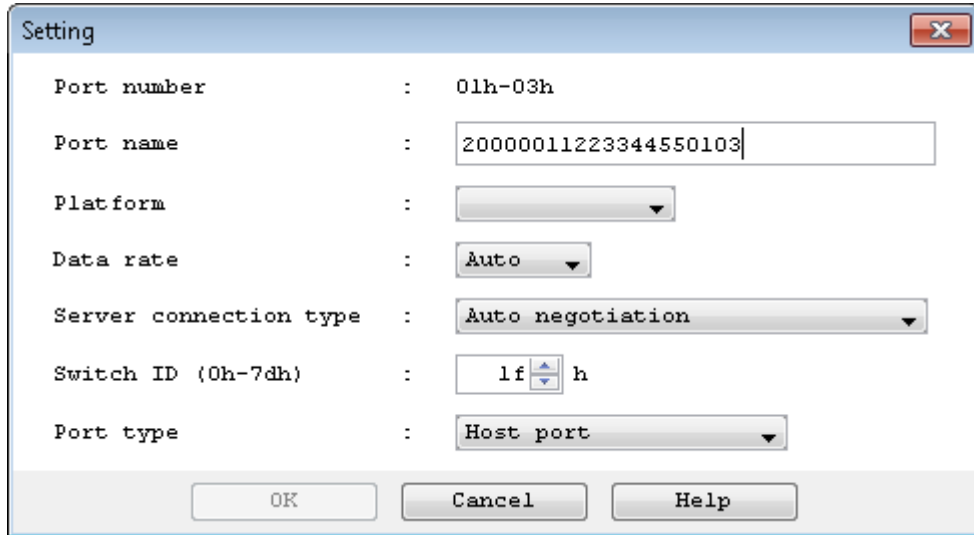 Setting
Port number : 01h-03h
Port name : 20000011223344550103
Platform :
Data rate : Auto
Server connection type : Auto negotiation
Switch ID (0h-7dh) : 1f h
Port type : Host port
OK Cancel Help